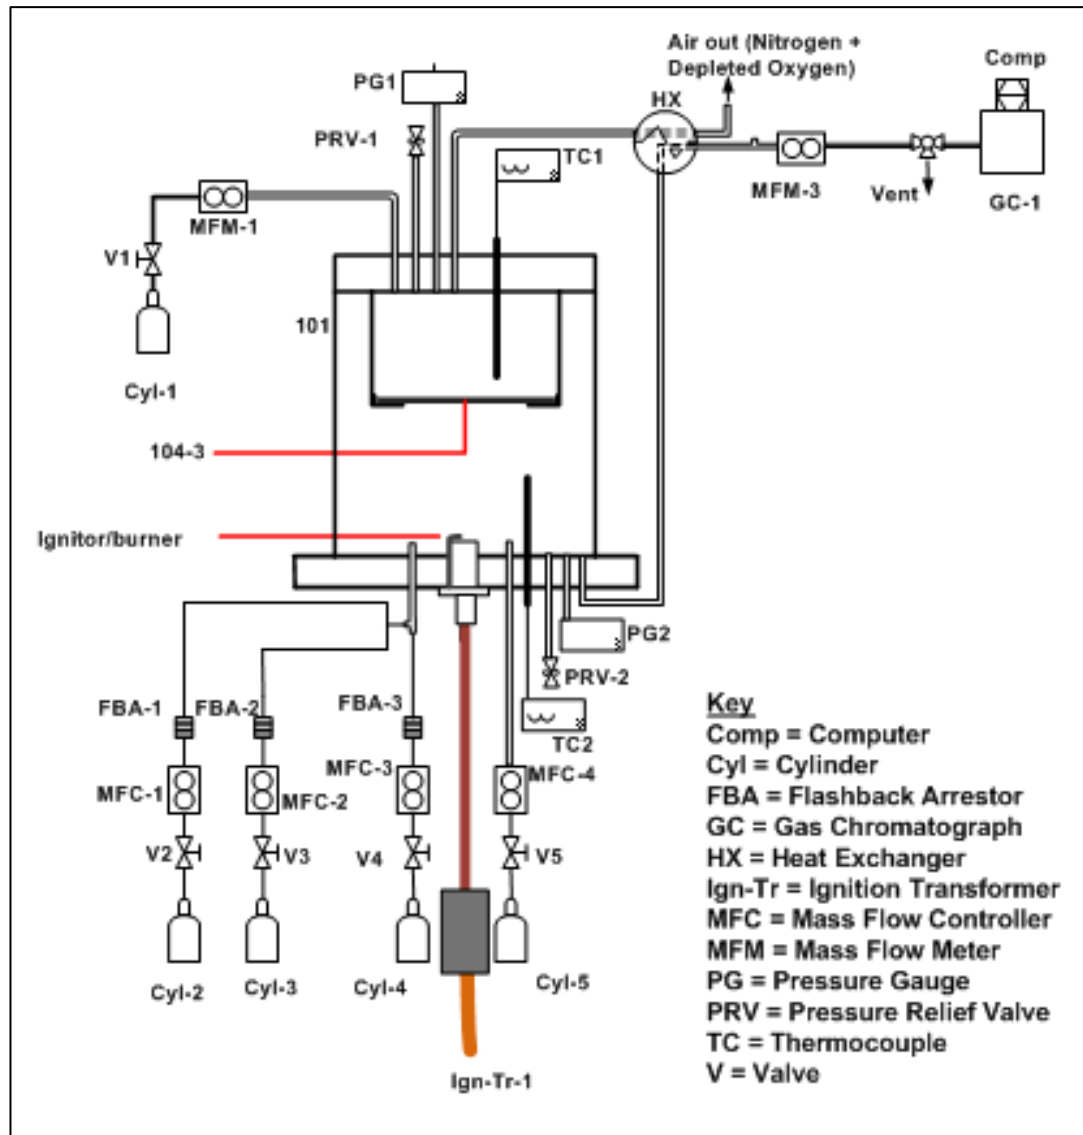 Air out (Nitrogen +
Depleted Oxygen)
Comp
PG1
HX
PRV-1
TC1
MFM-1
MFM-3
Vent
GC-1
V1
101
Cyl-1
104-3
Ignitor/burner
PG2
PRV-2
FBA-1
FBA-2
FBA-3
TC2
MFC-1
MFC-2
MFC-3
MFC-4
V2
V3
V4
V5
Cyl-2
Cyl-3
Cyl-4
Cyl-5
Ign-Tr-1
Key
Comp = Computer
Cyl = Cylinder
FBA = Flashback Arrestor
GC = Gas Chromatograph
HX = Heat Exchanger
Ign-Tr = Ignition Transformer
MFC = Mass Flow Controller
MFM = Mass Flow Meter
PG = Pressure Gauge
PRV = Pressure Relief Valve
TC = Thermocouple
V = Valve